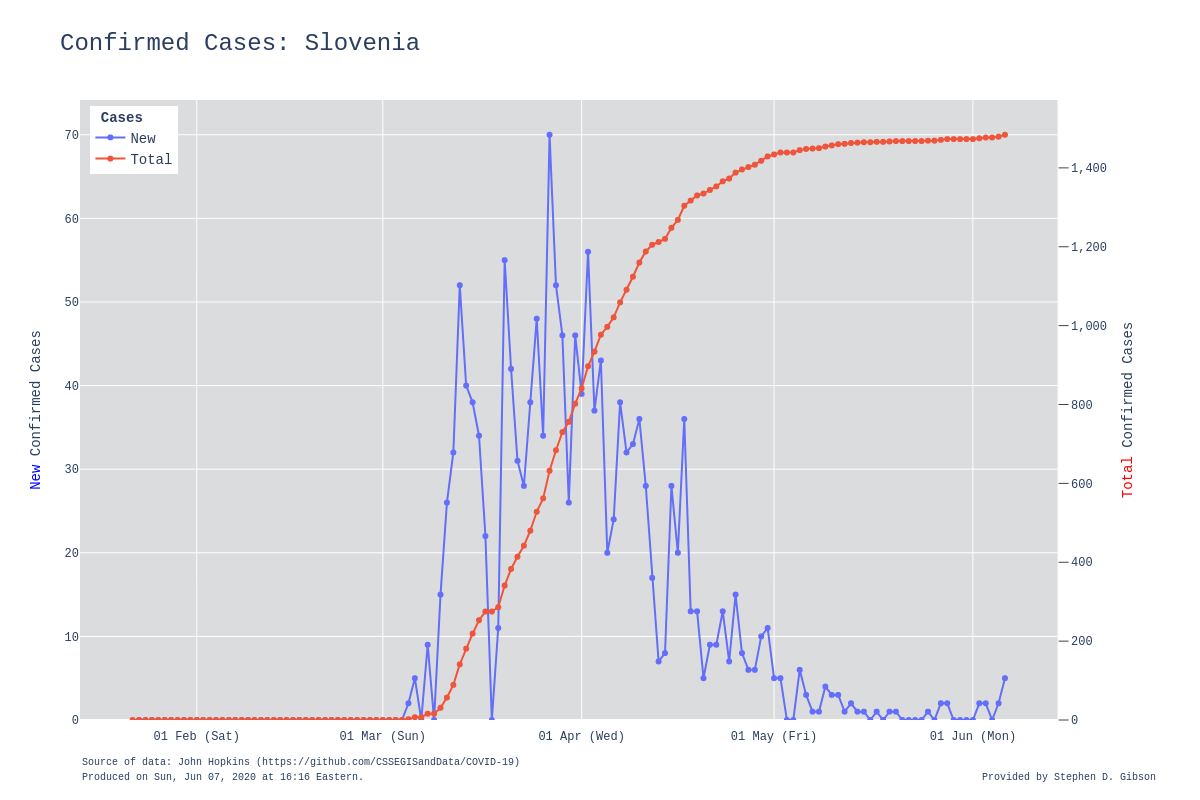 Confirmed Cases: Slovenia
Cases
New
Total
70
60
50
40
30
20
10
0
New Confirmed Cases
1,400
1,200
1,000
800
600
400
200
0
Total Confirmed Cases
01 Feb (Sat)
01 Mar (Sun)
01 Apr (Wed)
01 May (Fri)
01 Jun (Mon)
Source of data: John Hopkins (https://github.com/CSSEGISandData/COVID-19)
Produced on Sun, Jun 07, 2020 at 16:16 Eastern.
Provided by Stephen D. Gibson